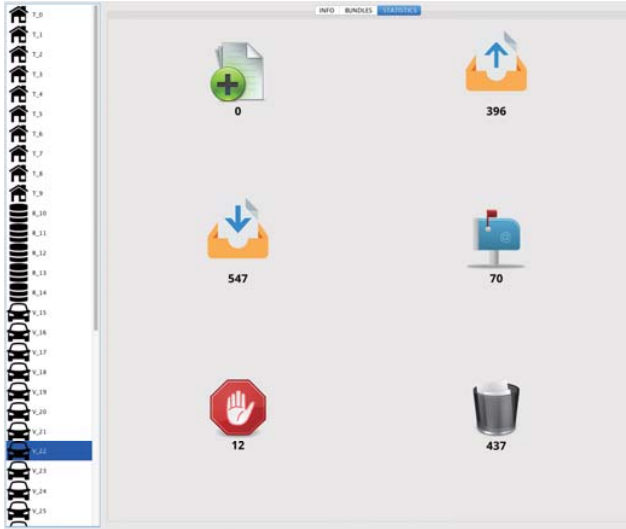 INFO BUNDLES STATISTICS
T_0
T_1
T_2
T_3
T_4
T_5
T_6
T_7
T_8
T_9
R_10
R_11
R_12
R_13
R_14
V_15
V_16
V_17
V_18
V_19
V_20
V_21
V_22
V_23
V_24
V_25
0
396
547
70
12
437